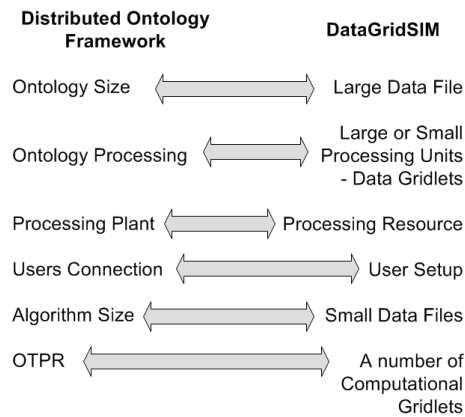 Distributed Ontology
Framework
DataGridSIM
Ontology Size
Large Data File
Ontology Processing
Large or Small
Processing Units
- Data Gridlets
Processing Plant
Processing Resource
Users Connection
User Setup
Algorithm Size
Small Data Files
OTPR
A number of
Computational
Gridlets